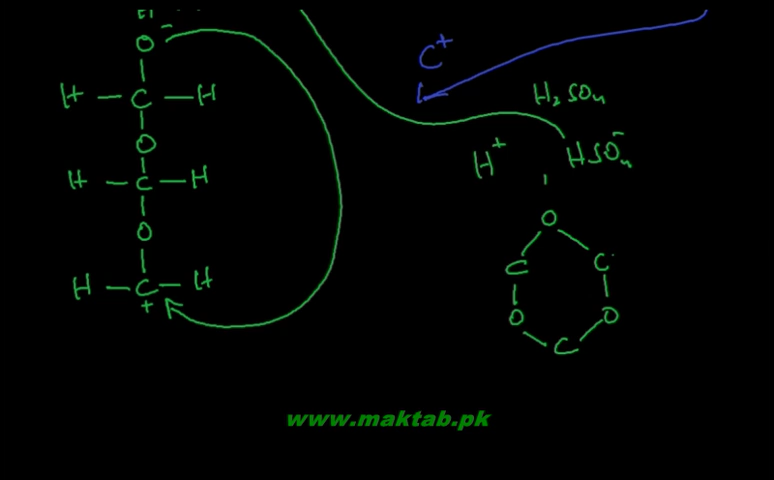 O⁻
C⁺
H — C — H
H₂SO₄
O
H⁺
HSO₄⁻
H — C — H
O
O
C C
H — C — H
+
O O
C
www.maktab.pk